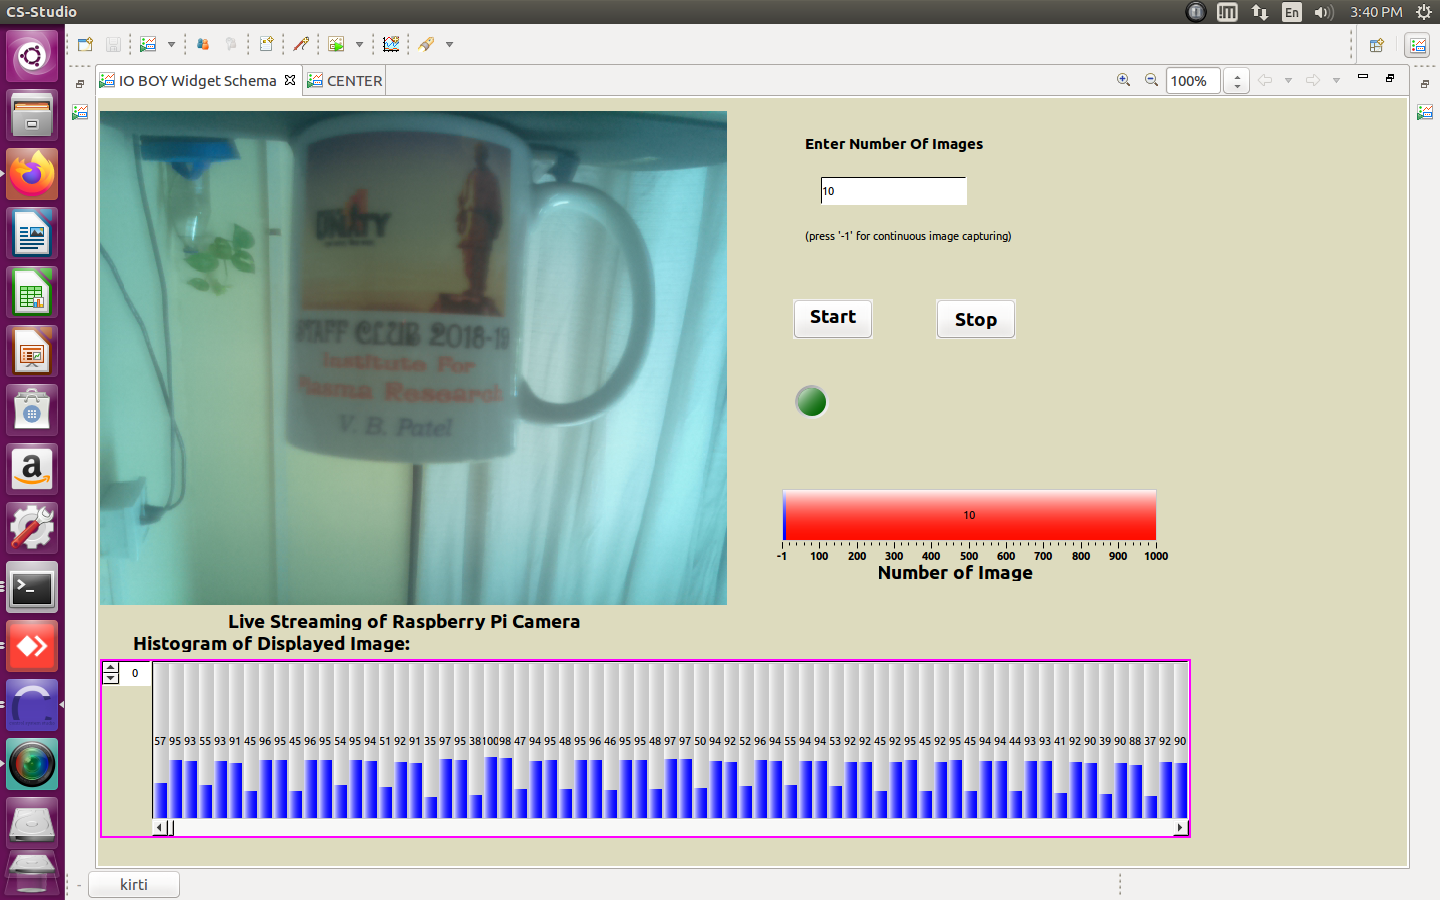 CS-Studio
En
3:40 PM
IO BOY Widget Schema
CENTER
100%
STAFF CLUB 2018-19
Institute For
Plasma Research
V. B. Patel
Live Streaming of Raspberry Pi Camera
Enter Number Of Images
10
(press '-1' for continuous image capturing)
Start Stop
10
-1 100 200 300 400 500 600 700 800 900 1000
Number of Image
Histogram of Displayed Image:
0
57 95 93 55 93 91 45 96 95 45 96 95 54 95 94 51 92 91 35 97 95 38 100 98 47 94 95 48 95 96 46 95 95 48 97 97 50 94 92 52 96 94 55 94 94 53 92 92 45 92 95 45 92 95 45 94 94 44 93 93 41 92 90 39 90 88 37 92 90
kirti